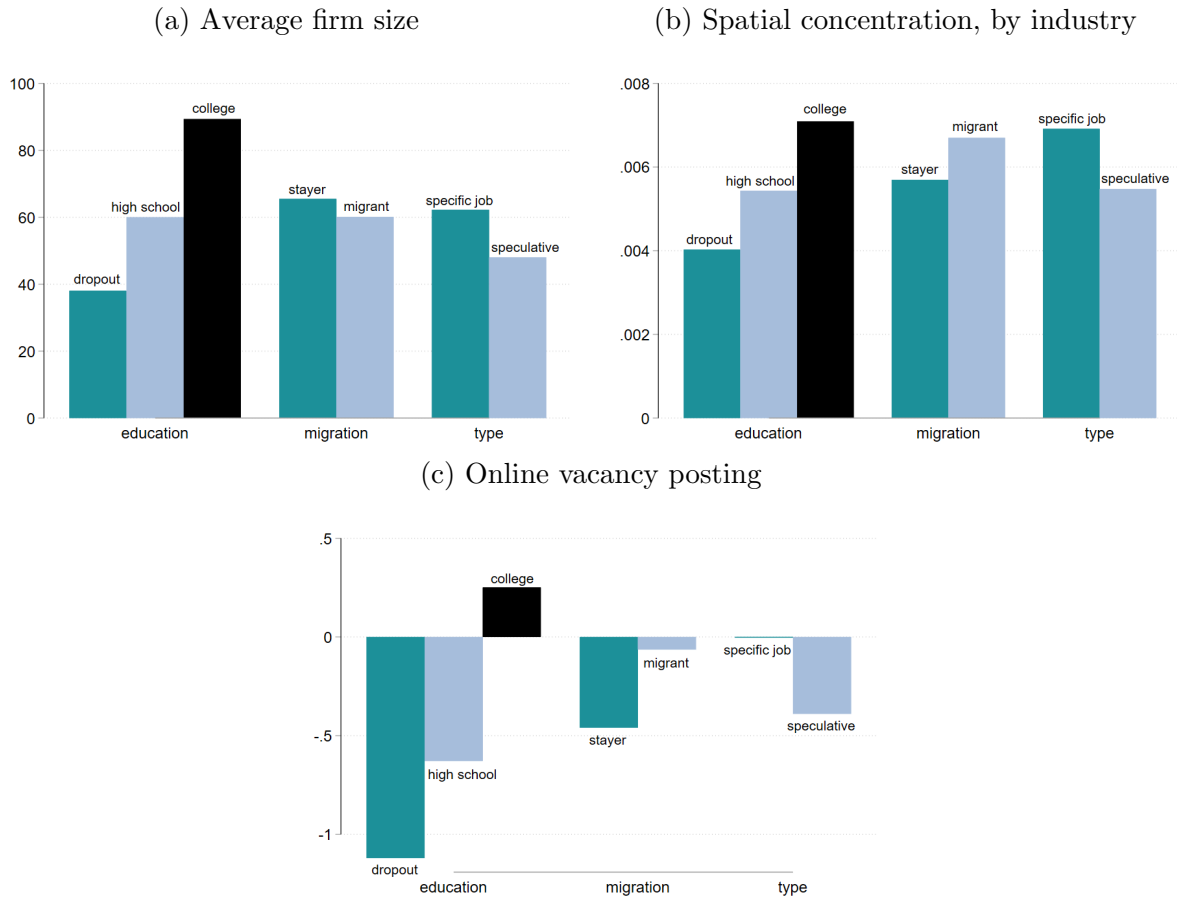 (a) Average firm size
100
80
60
40
20
0
college
high school
dropout
stayer
migrant
specific job
speculative
education
migration
type
(b) Spatial concentration, by industry
.008
.006
.004
.002
0
college
high school
dropout
stayer
migrant
specific job
speculative
education
migration
type
(c) Online vacancy posting
.5
0
-.5
-1
college
high school
dropout
stayer
migrant
specific job
speculative
education
migration
type